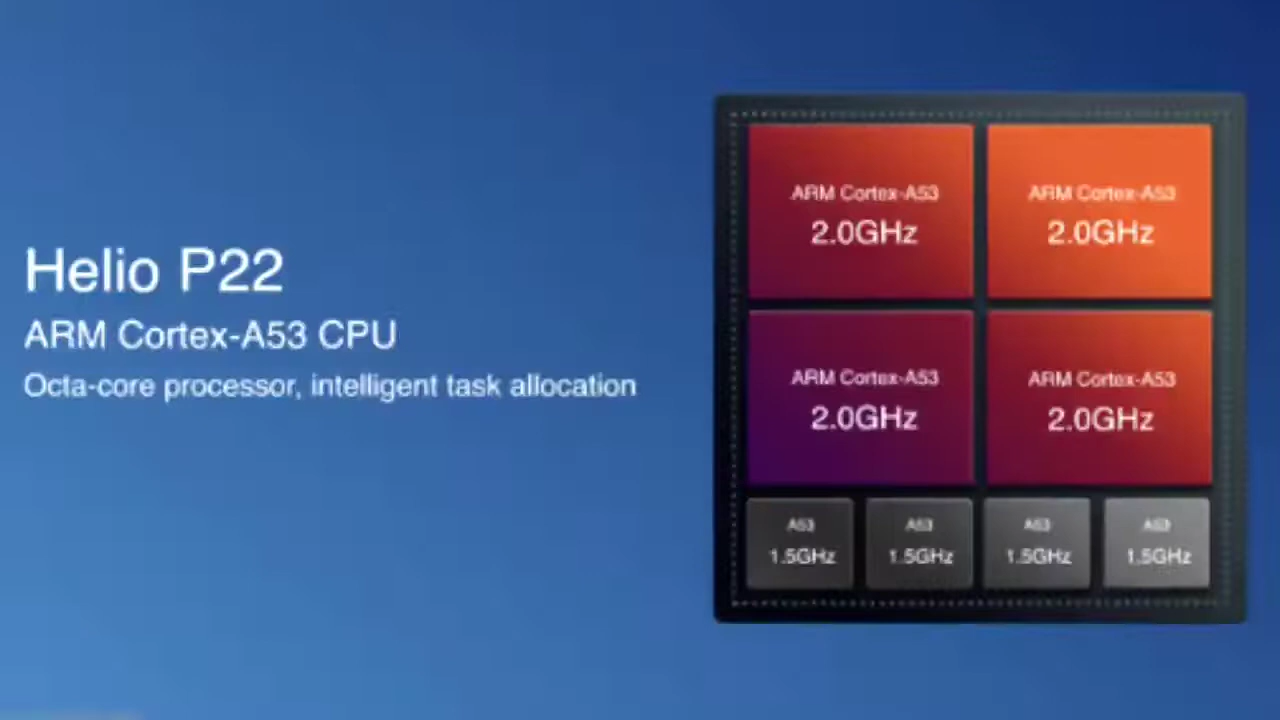 Helio P22
ARM Cortex-A53 CPU
Octa-core processor, intelligent task allocation
ARM Cortex-A53
2.0GHz
ARM Cortex-A53
2.0GHz
ARM Cortex-A53
2.0GHz
ARM Cortex-A53
2.0GHz
A53
1.5GHz
A53
1.5GHz
A53
1.5GHz
A53
1.5GHz